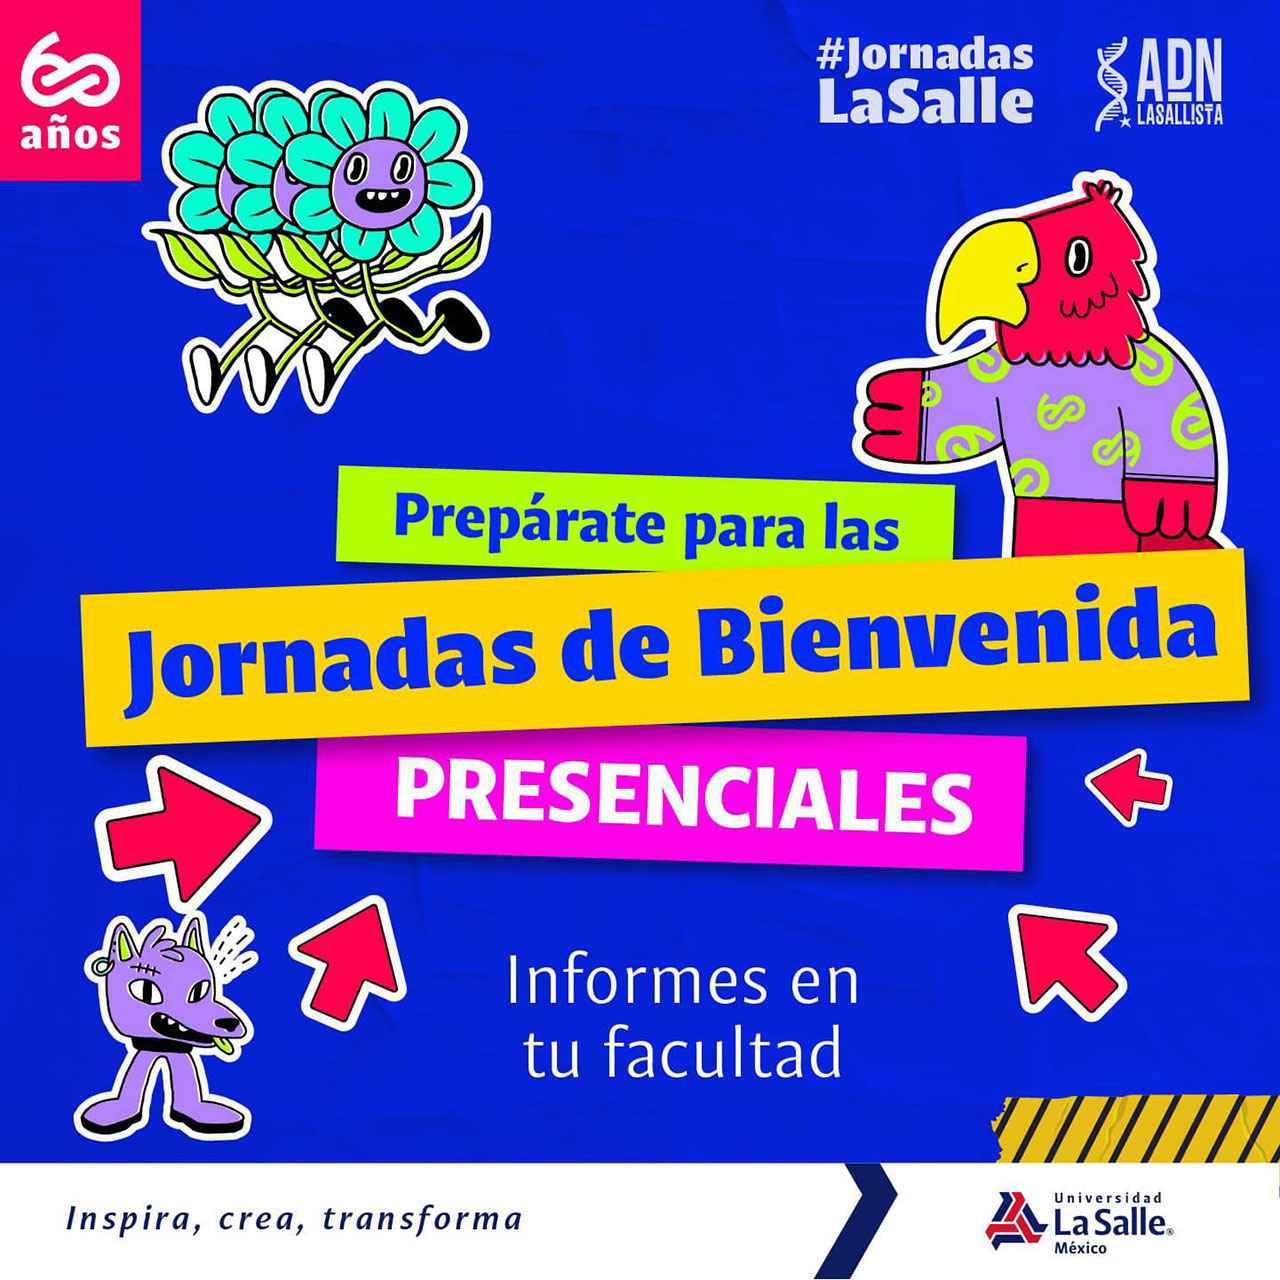 60
años
#Jornadas
LaSalle
ADN
LASALLISTA
Prepárate para las
Jornadas de Bienvenida
PRESENCIALES
Informes en
tu facultad
Inspira, crea, transforma
Universidad
La Salle®
México